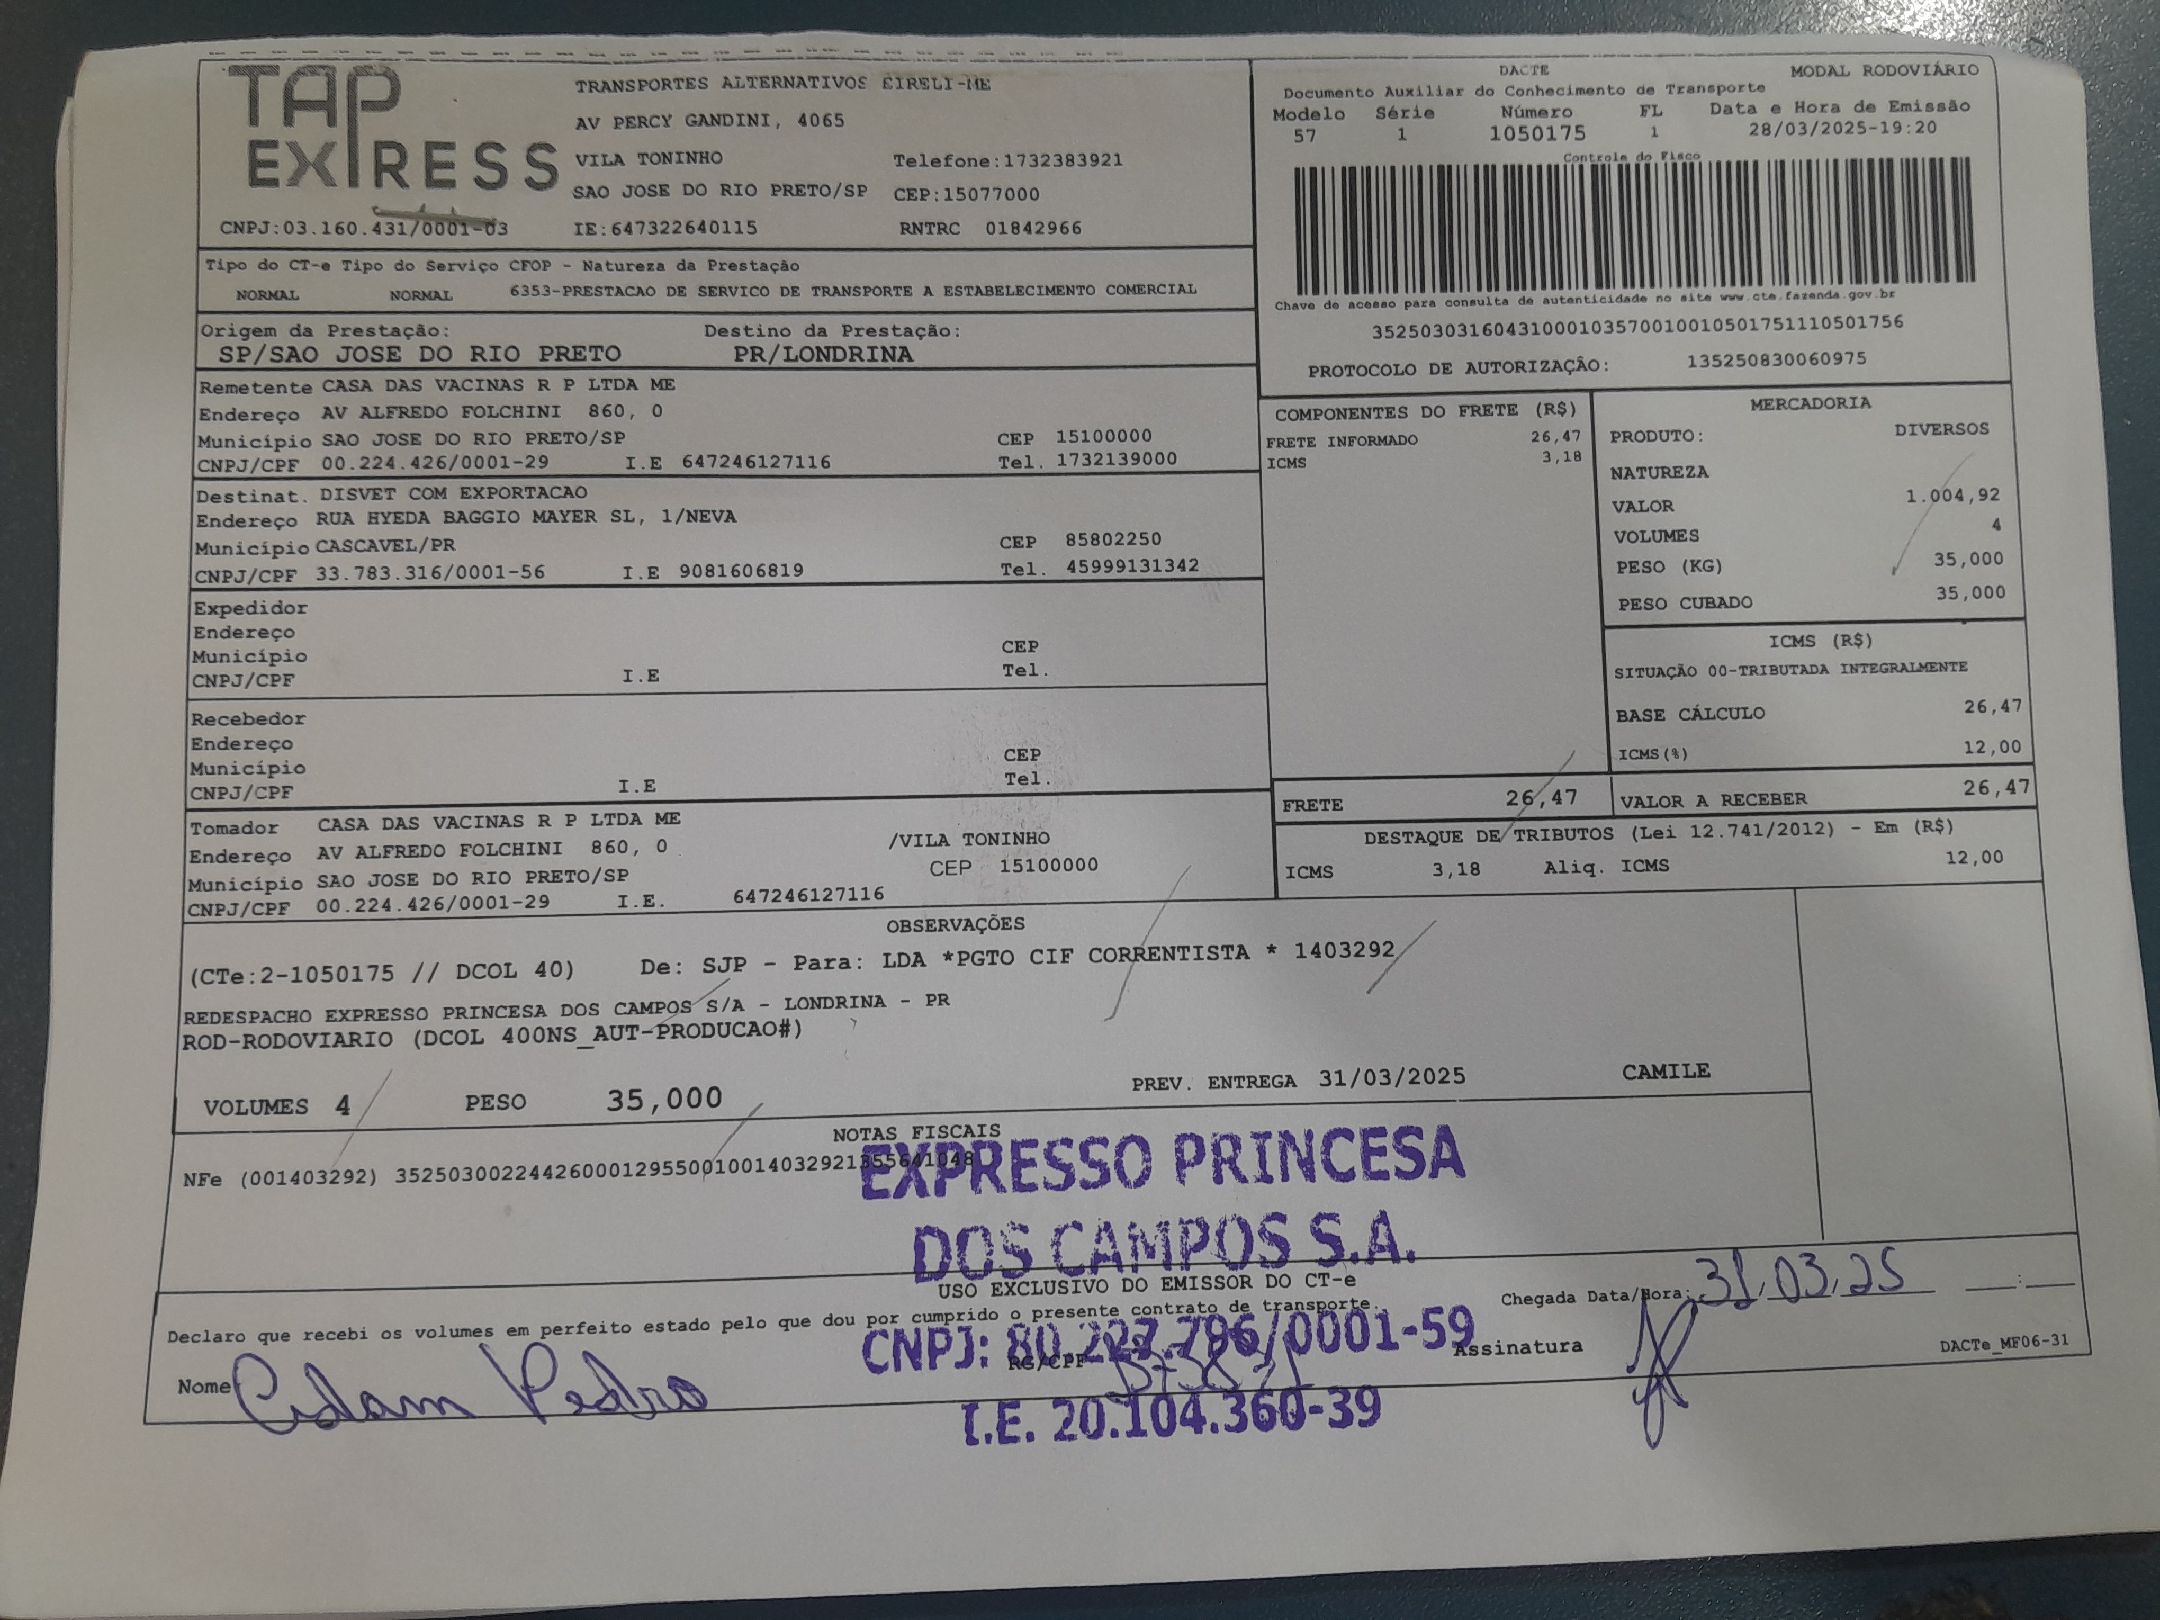 TAP EXPRESS
TRANSPORTES ALTERNATIVOS EIRELI-ME
AV PERCY GANDINI, 4065
VILA TONINHO Telefone:1732383921
SAO JOSE DO RIO PRETO/SP CEP:15077000
CNPJ:03.160.431/0001-03 IE:647322640115 RNTRC 01842966
DACTE MODAL RODOVIÁRIO
Documento Auxiliar do Conhecimento de Transporte
Modelo Série Número FL Data e Hora de Emissão
57 1 1050175 1 28/03/2025-19:20
Controle do Fisco
Chave de acesso para consulta de autenticidade no site www.cte.fazenda.gov.br
35250303160431000103570010010501751110501756
PROTOCOLO DE AUTORIZAÇÂO: 135250830060975
Tipo do CT-e Tipo do Serviço CFOP - Natureza da Prestação
NORMAL NORMAL 6353-PRESTACAO DE SERVICO DE TRANSPORTE A ESTABELECIMENTO COMERCIAL
Origem da Prestação: Destino da Prestação:
SP/SAO JOSE DO RIO PRETO PR/LONDRINA
Remetente CASA DAS VACINAS R P LTDA ME
Endereço AV ALFREDO FOLCHINI 860, 0
Município SAO JOSE DO RIO PRETO/SP CEP 15100000
CNPJ/CPF 00.224.426/0001-29 I.E 647246127116 Tel. 1732139000
Destinat. DISVET COM EXPORTACAO
Endereço RUA HYEDA BAGGIO MAYER SL, 1/NEVA
Município CASCAVEL/PR CEP 85802250
CNPJ/CPF 33.783.316/0001-56 I.E 9081606819 Tel. 45999131342
Expedidor
Endereço
Município CEP
CNPJ/CPF I.E Tel.
Recebedor
Endereço
Município CEP
CNPJ/CPF I.E Tel.
Tomador CASA DAS VACINAS R P LTDA ME
Endereço AV ALFREDO FOLCHINI 860, 0 /VILA TONINHO
Município SAO JOSE DO RIO PRETO/SP CEP 15100000
CNPJ/CPF 00.224.426/0001-29 I.E. 647246127116
COMPONENTES DO FRETE (R$)
FRETE INFORMADO 26,47
ICMS 3,18
MERCADORIA
PRODUTO: DIVERSOS
NATUREZA
VALOR 1.004,92
VOLUMES 4
PESO (KG) 35,000
PESO CUBADO 35,000
ICMS (R$)
SITUAÇÃO 00-TRIBUTADA INTEGRALMENTE
BASE CÁLCULO 26,47
ICMS(%) 12,00
FRETE 26,47 VALOR A RECEBER 26,47
DESTAQUE DE TRIBUTOS (Lei 12.741/2012) - Em (R$)
ICMS 3,18 Aliq. ICMS 12,00
OBSERVAÇÕES
(CTe:2-1050175 // DCOL 40) De: SJP - Para: LDA *PGTO CIF CORRENTISTA * 1403292
REDESPACHO EXPRESSO PRINCESA DOS CAMPOS S/A - LONDRINA - PR
ROD-RODOVIARIO (DCOL 400NS_AUT-PRODUCAO#)
VOLUMES 4 PESO 35,000 PREV. ENTREGA 31/03/2025 CAMILE
NOTAS FISCAIS
NFe (001403292) 35250300224426000129550010014032921355641048
EXPRESSO PRINCESA
DOS CAMPOS S.A.
CNPJ: 80.227.796/0001-59
I.E. 20.104.360-39
USO EXCLUSIVO DO EMISSOR DO CT-e
Declaro que recebi os volumes em perfeito estado pelo que dou por cumprido o presente contrato de transporte.
Chegada Data/Hora: 31/03/25 __:__
Nome Adam Pedro RG/CPF Assinatura
DACTe_MF06-31